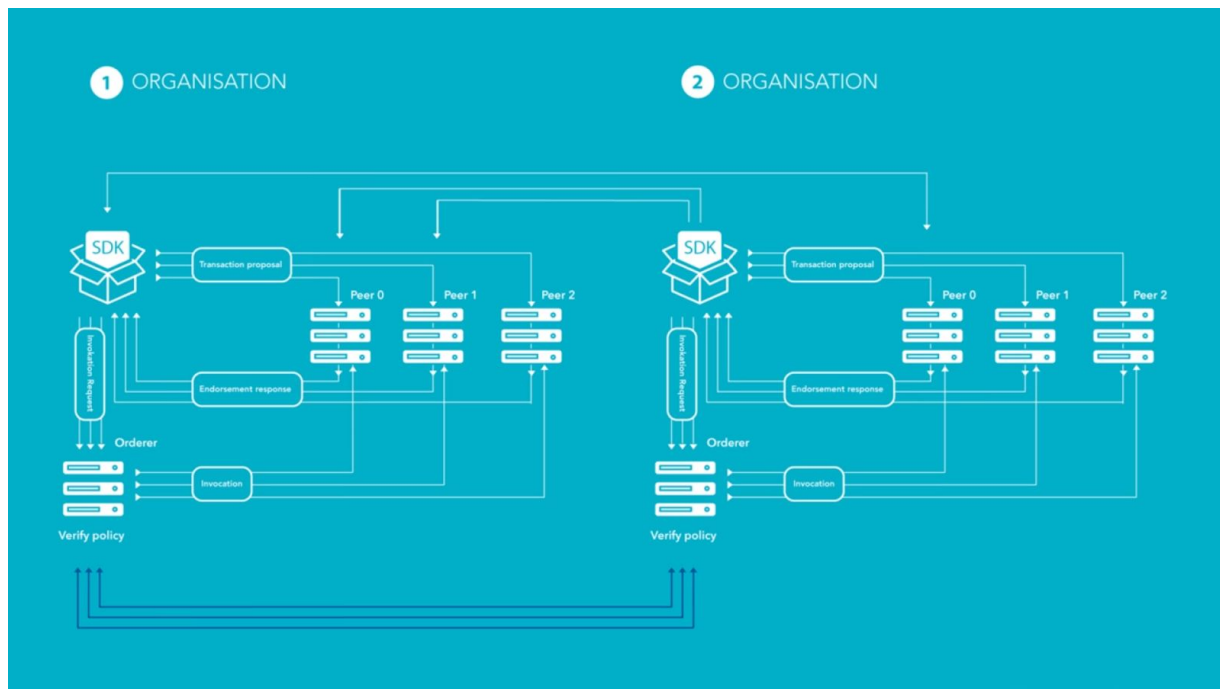 1 ORGANISATION
2 ORGANISATION
SDK
Transaction proposal
Peer 0
Peer 1
Peer 2
Invokation Request
Endorsement response
Orderer
Invocation
Verify policy
SDK
Transaction proposal
Peer 0
Peer 1
Peer 2
Invokation Request
Endorsement response
Orderer
Invocation
Verify policy